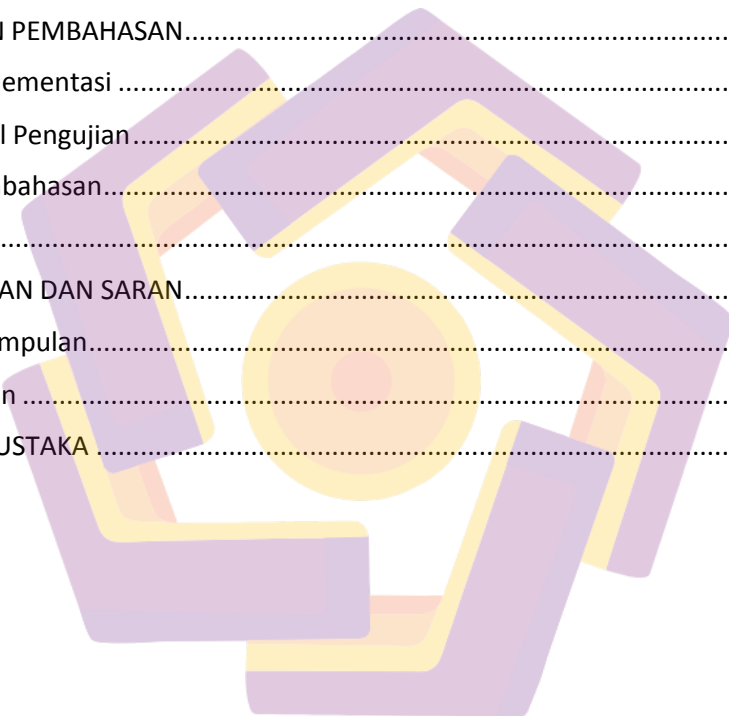 N PEMBAHASAN
ementasi
l Pengujian
bahasan
AN DAN SARAN
mpulan
n
USTAKA